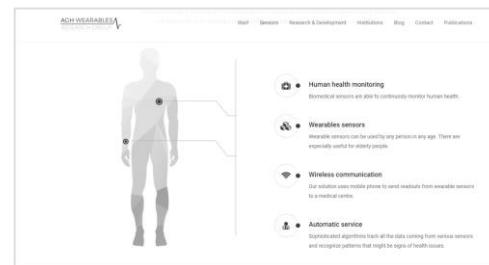 AGH WEARABLES
RESEARCH GROUP
Start Sensors Research & Development Institutions Blog Contact Publications
Human health monitoring
Biomedical sensors are able to continuously monitor human health.
Wearables sensors
Wearable sensors can be used by any person in any age. There are
especially useful for elderly people.
Wireless communication
Our solution uses mobile phone to send readouts from wearable sensors
to a medical centre.
Automatic service
Sophisticated algorithms track all the data coming from various sensors
and recognize patterns that might be signs of health issues.